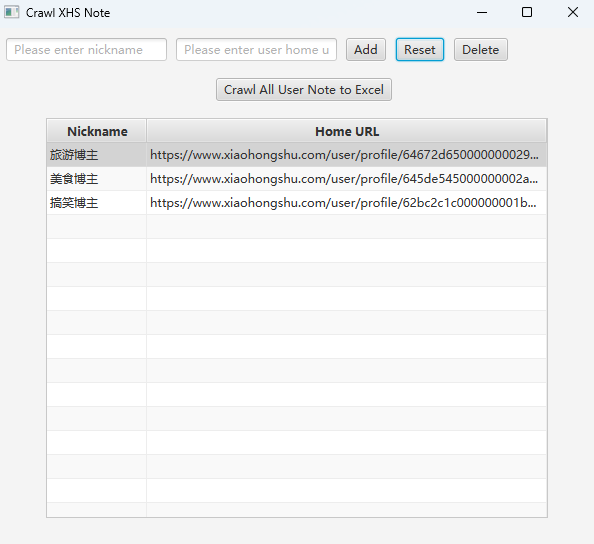 Crawl XHS Note
Please enter nickname Please enter user home u Add Reset Delete
Crawl All User Note to Excel
Nickname Home URL
旅游博主 https://www.xiaohongshu.com/user/profile/64672d650000000029...
美食博主 https://www.xiaohongshu.com/user/profile/645de545000000002a...
搞笑博主 https://www.xiaohongshu.com/user/profile/62bc2c1c000000001b...